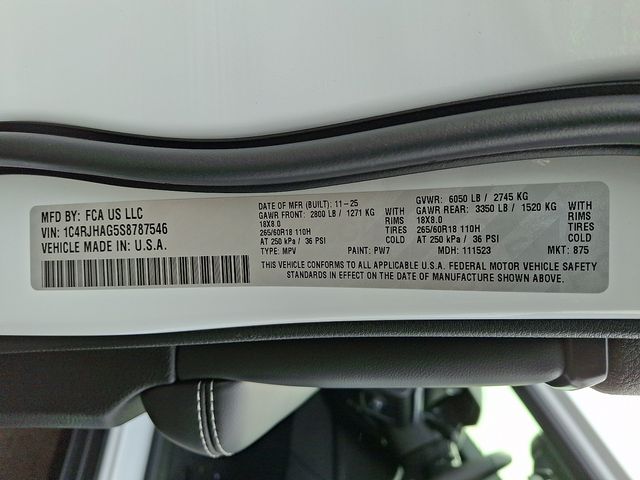 MFD BY: FCA US LLC
VIN: 1C4RJHAG5S8787546
VEHICLE MADE IN U.S.A.
DATE OF MFR (BUILT): 11-25
GAWR FRONT: 2800 LB / 1271 KG WITH
18X8.0 RIMS
265/60R18 110H TIRES
AT 250 kPa / 36 PSI COLD
TYPE: MPV PAINT: PW7
GVWR: 6050 LB / 2745 KG
GAWR REAR: 3350 LB / 1520 KG WITH
18X8.0 RIMS
265/60R18 110H TIRES
AT 250 kPa / 36 PSI COLD
MDH: 111523 MKT: 875
THIS VEHICLE CONFORMS TO ALL APPLICABLE U.S.A. FEDERAL MOTOR VEHICLE SAFETY
STANDARDS IN EFFECT ON THE DATE OF MANUFACTURE SHOWN ABOVE.